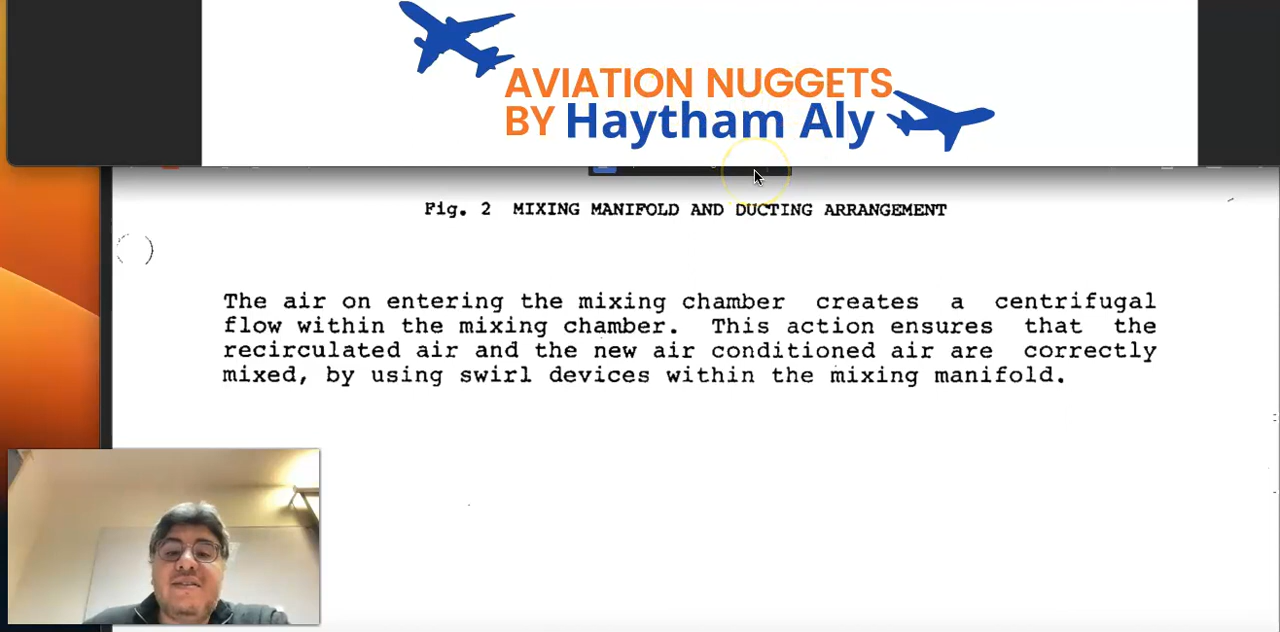 AVIATION NUGGETS
BY Haytham Aly
Fig. 2 MIXING MANIFOLD AND DUCTING ARRANGEMENT
The air on entering the mixing chamber creates a centrifugal
flow within the mixing chamber. This action ensures that the
recirculated air and the new air conditioned air are correctly
mixed, by using swirl devices within the mixing manifold.